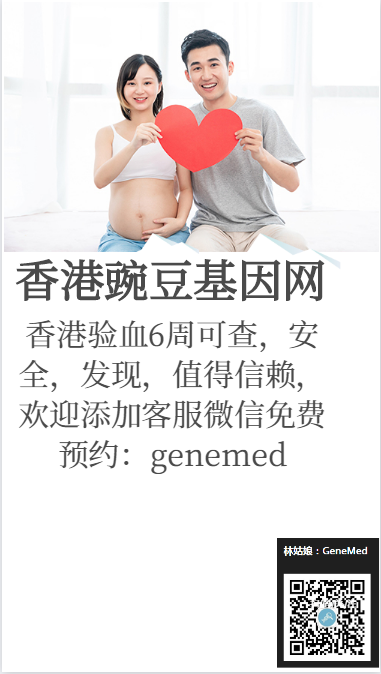 香港豌豆基因网
香港验血6周可查，安
全，发现，值得信赖，
欢迎添加客服微信免费
预约：genemed
林姑娘：GeneMed